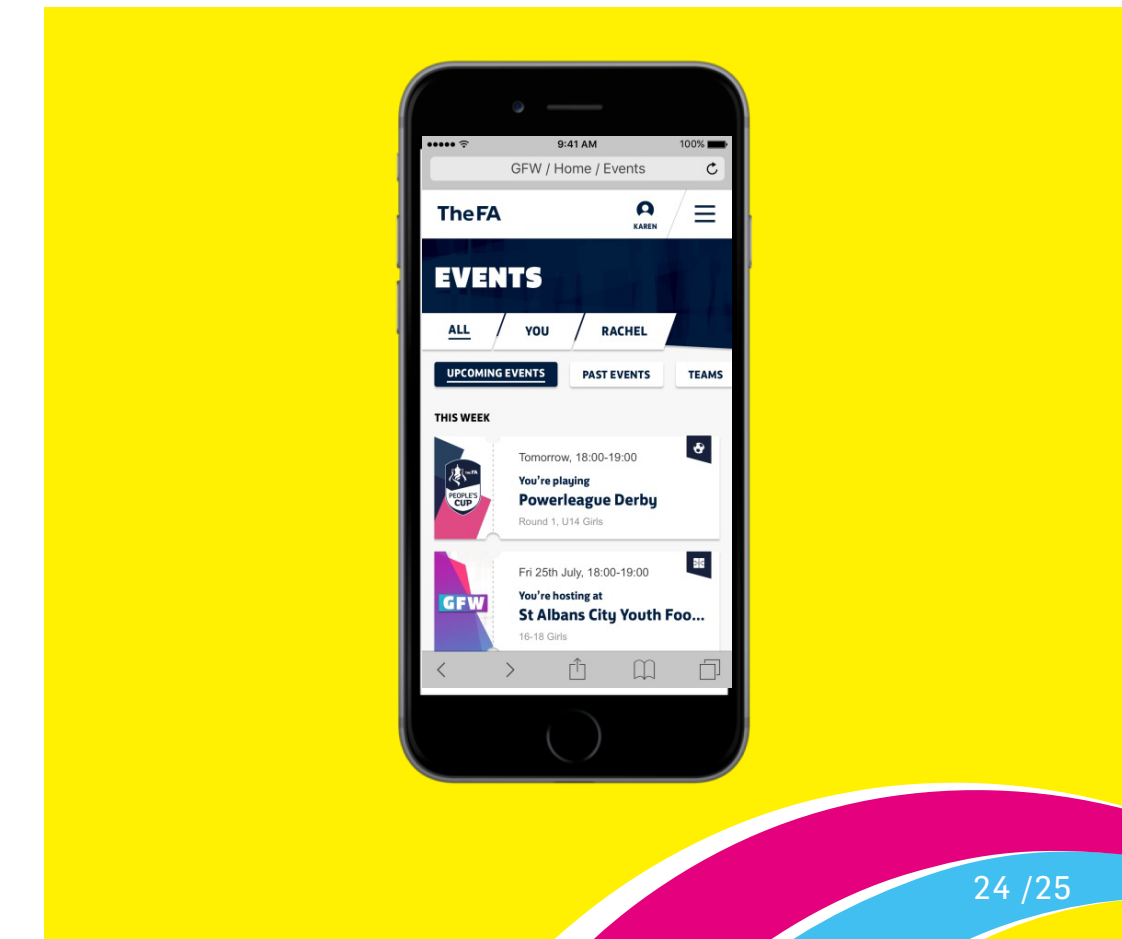 9:41 AM 100%
GFW / Home / Events
TheFA
KAREN
EVENTS
ALL YOU RACHEL
UPCOMING EVENTS PAST EVENTS TEAMS
THIS WEEK
Tomorrow, 18:00-19:00
TheFA
PEOPLE'S
CUP
You're playing
Powerleague Derby
Round 1, U14 Girls
Fri 25th July, 18:00-19:00
GFW
You're hosting at
St Albans City Youth Foo...
16-18 Girls
24 /25